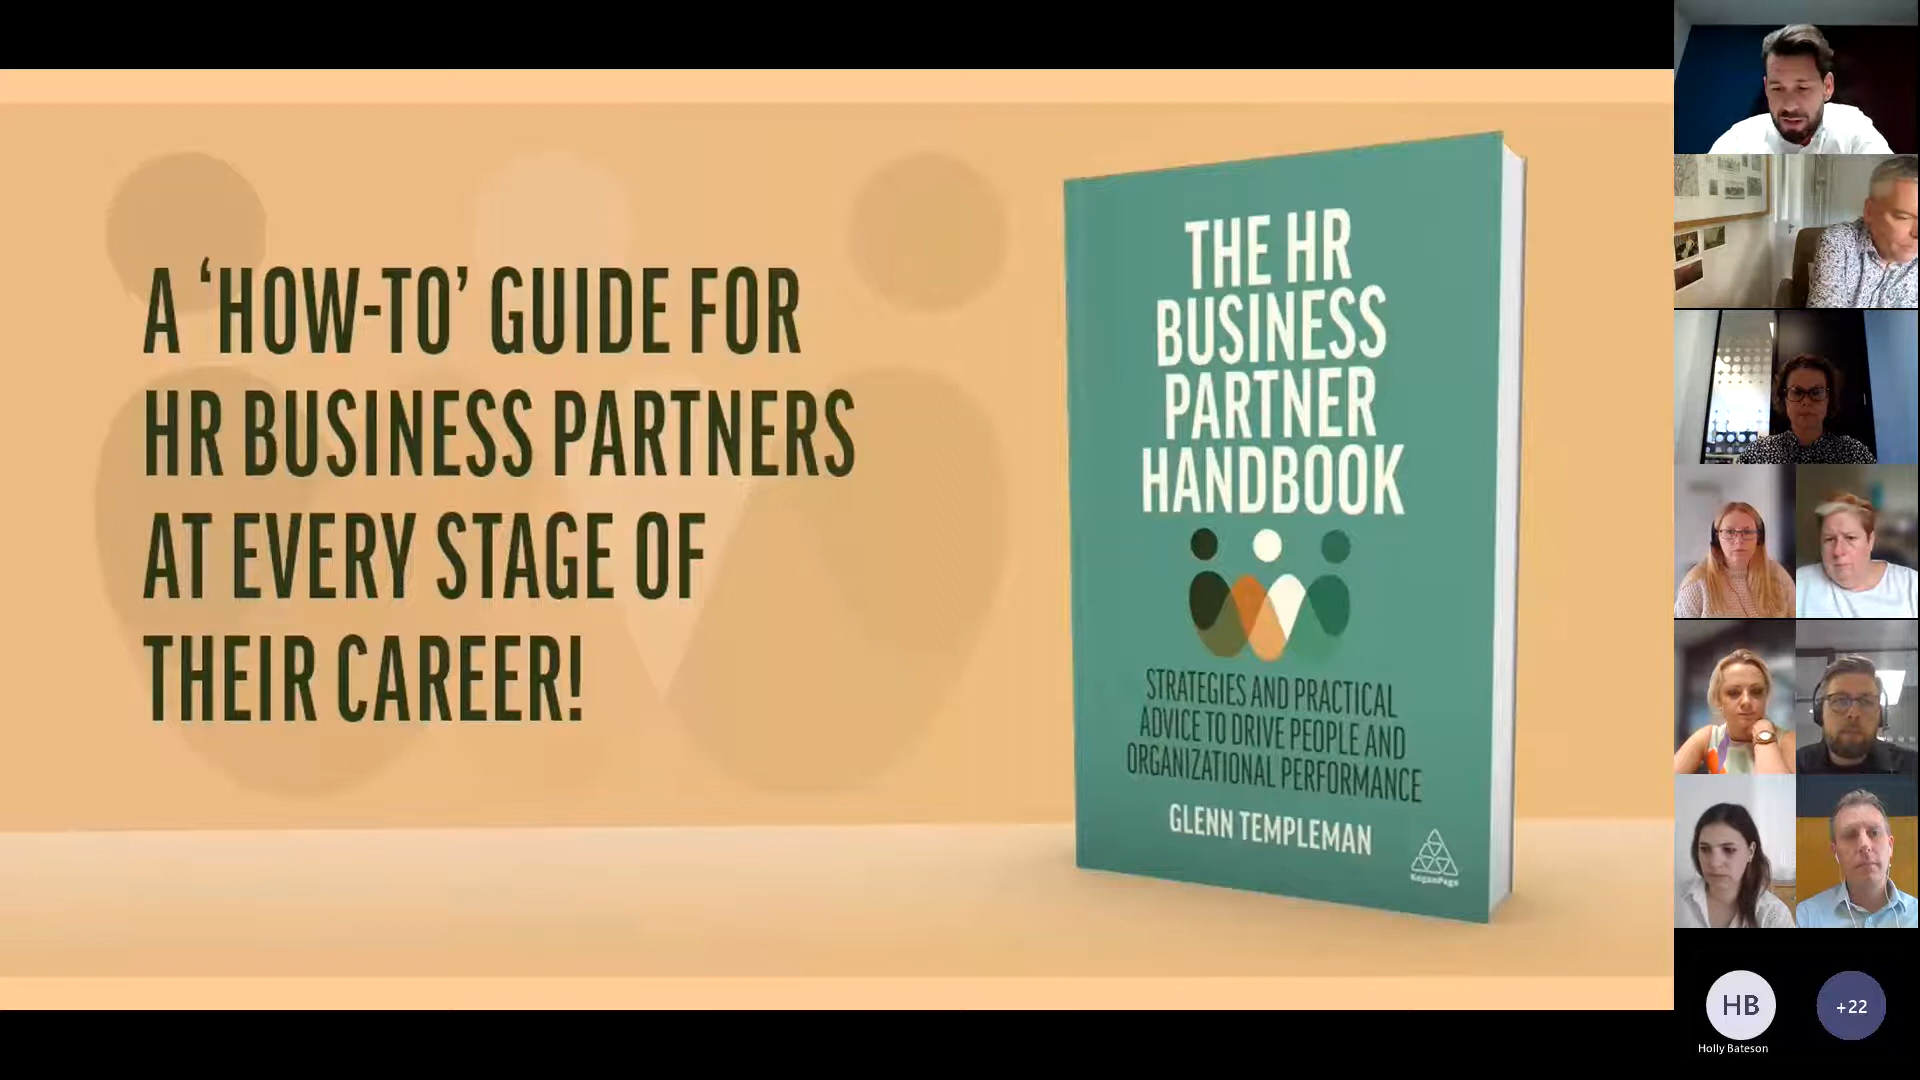 A ‘HOW-TO’ GUIDE FOR
HR BUSINESS PARTNERS
AT EVERY STAGE OF
THEIR CAREER!
THE HR
BUSINESS
PARTNER
HANDBOOK
STRATEGIES AND PRACTICAL
ADVICE TO DRIVE PEOPLE AND
ORGANIZATIONAL PERFORMANCE
GLENN TEMPLEMAN
KoganPage
HB
+22
Holly Bateson